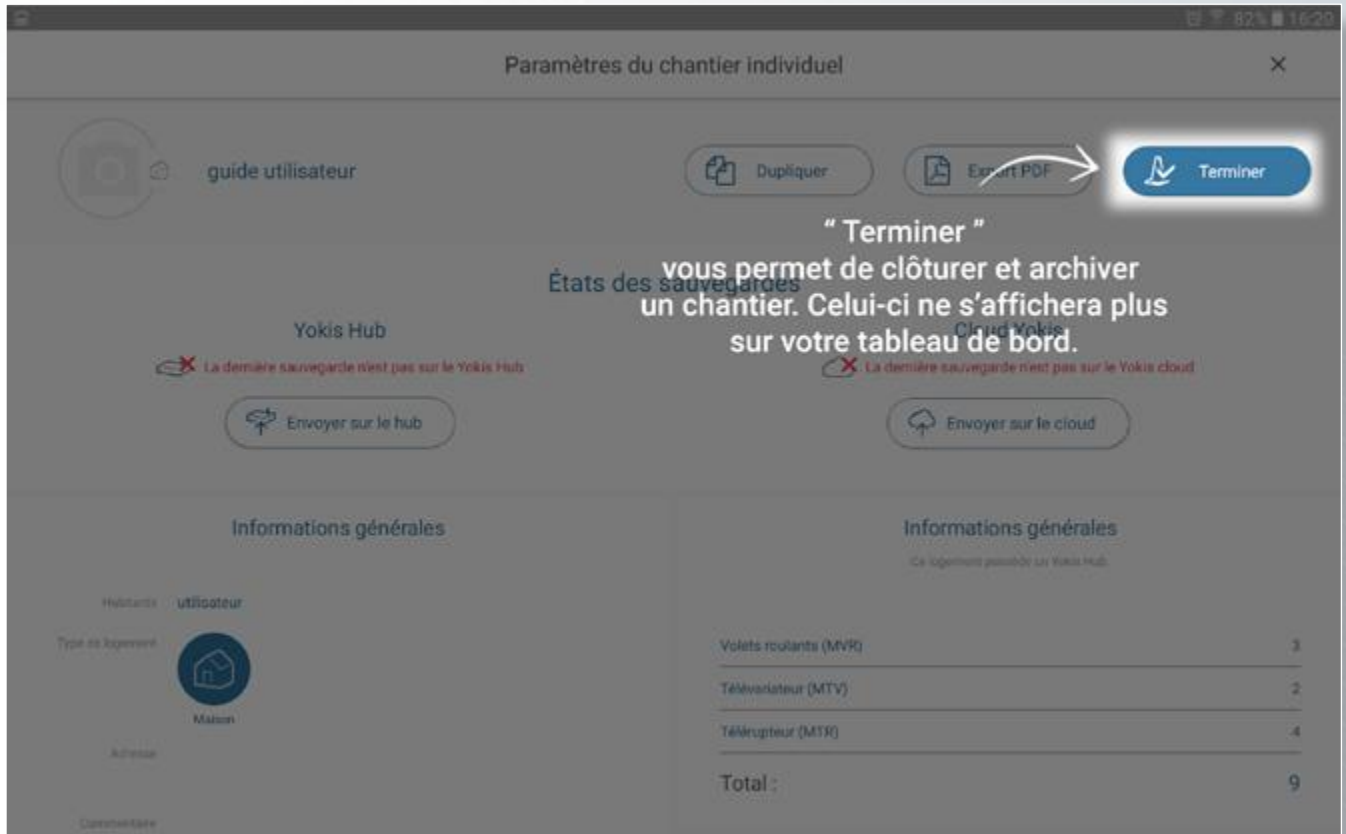 82% 16:20
Paramètres du chantier individuel
guide utilisateur
Dupliquer
Export PDF
Terminer
“ Terminer ”
vous permet de clôturer et archiver
un chantier. Celui-ci ne s’affichera plus
sur votre tableau de bord.
États des sauvegardes
Yokis Hub
Cloud Yokis
La dernière sauvegarde n'est pas sur le Yokis Hub
La dernière sauvegarde n'est pas sur le Yokis cloud
Envoyer sur le hub
Envoyer sur le cloud
Informations générales
Habitants utilisateur
Type de logement
Maison
Adresse
Commentaire
Informations générales
Ce logement possède un Yokis Hub.
Volets roulants (MVR) 3
Télévariateur (MTV) 2
Télérupteur (MTR) 4
Total : 9